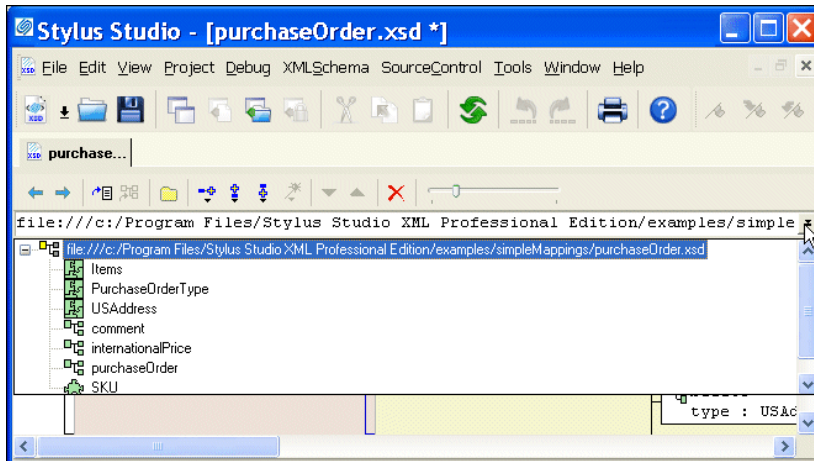 Stylus Studio - [purchaseOrder.xsd *]
File Edit View Project Debug XMLSchema SourceControl Tools Window Help
XSD
purchase...
file:///c:/Program Files/Stylus Studio XML Professional Edition/examples/simple
file:///c:/Program Files/Stylus Studio XML Professional Edition/examples/simpleMappings/purchaseOrder.xsd
Items
PurchaseOrderType
USAddress
comment
internationalPrice
purchaseOrder
SKU
type : USAd